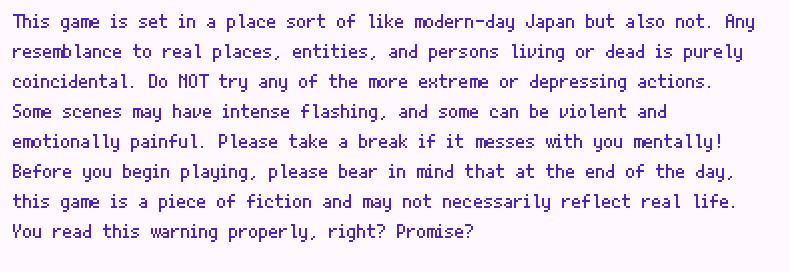 This game is set in a place sort of like modern-day Japan but also not. Any
resemblance to real places, entities, and persons living or dead is purely
coincidental. Do NOT try any of the more extreme or depressing actions.
Some scenes may have intense flashing, and some can be violent and
emotionally painful. Please take a break if it messes with you mentally!
Before you begin playing, please bear in mind that at the end of the day,
this game is a piece of fiction and may not necessarily reflect real life.
You read this warning properly, right? Promise?